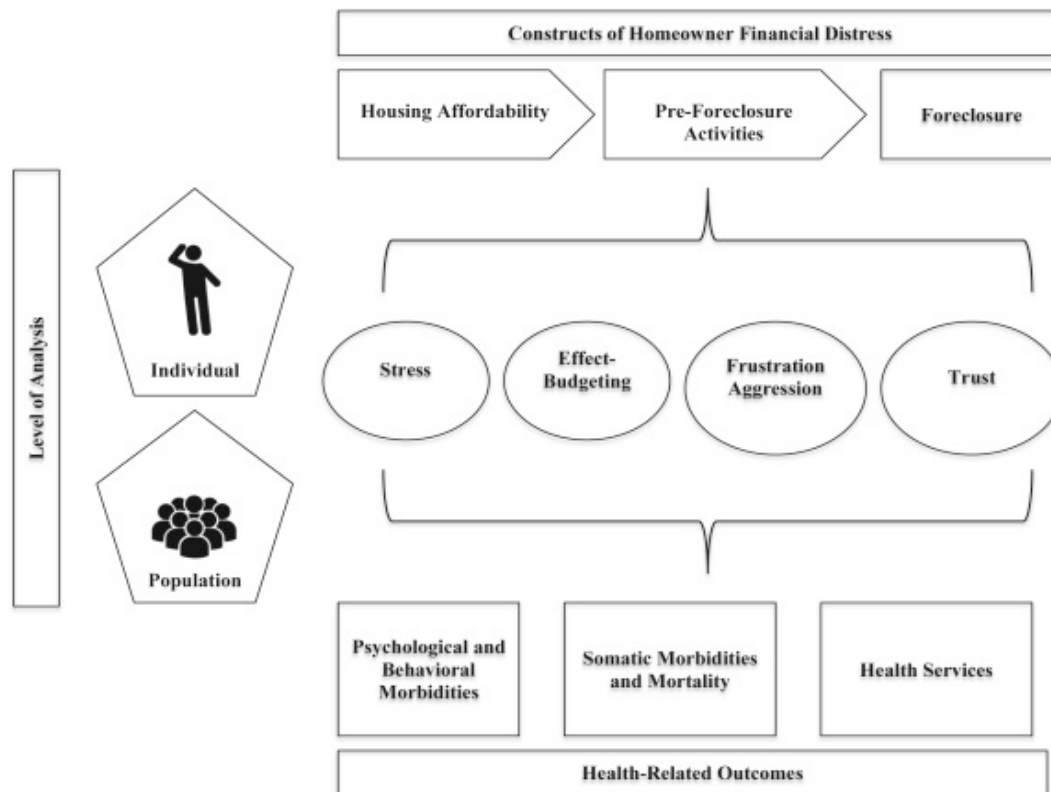 Constructs of Homeowner Financial Distress
Housing Affordability
Pre-Foreclosure
Activities
Foreclosure
Level of Analysis
Individual
Population
Stress
Effect-
Budgeting
Frustration
Aggression
Trust
Psychological and
Behavioral
Morbidities
Somatic Morbidities
and Mortality
Health Services
Health-Related Outcomes